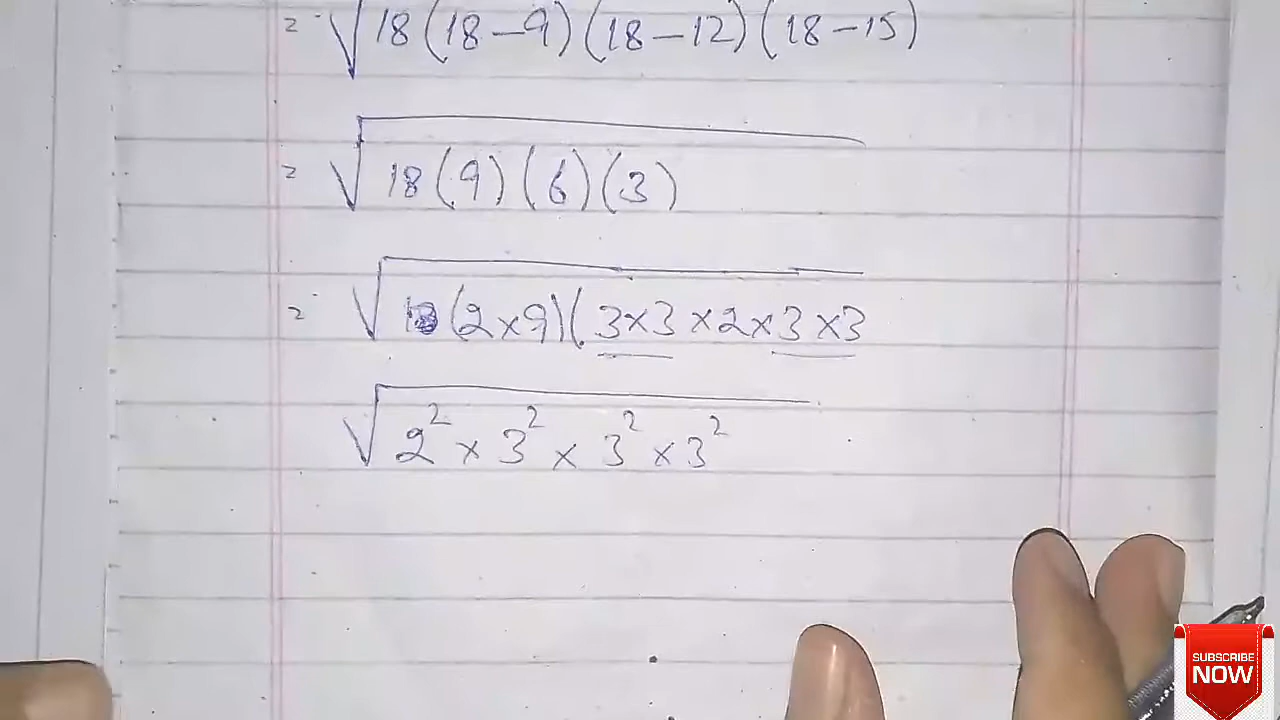 = √18(18-9)(18-12)(18-15)
= √18(9)(6)(3)
= √(2×9)(3×3×2×3×3
√2²×3²×3²×3²
SUBSCRIBE
NOW